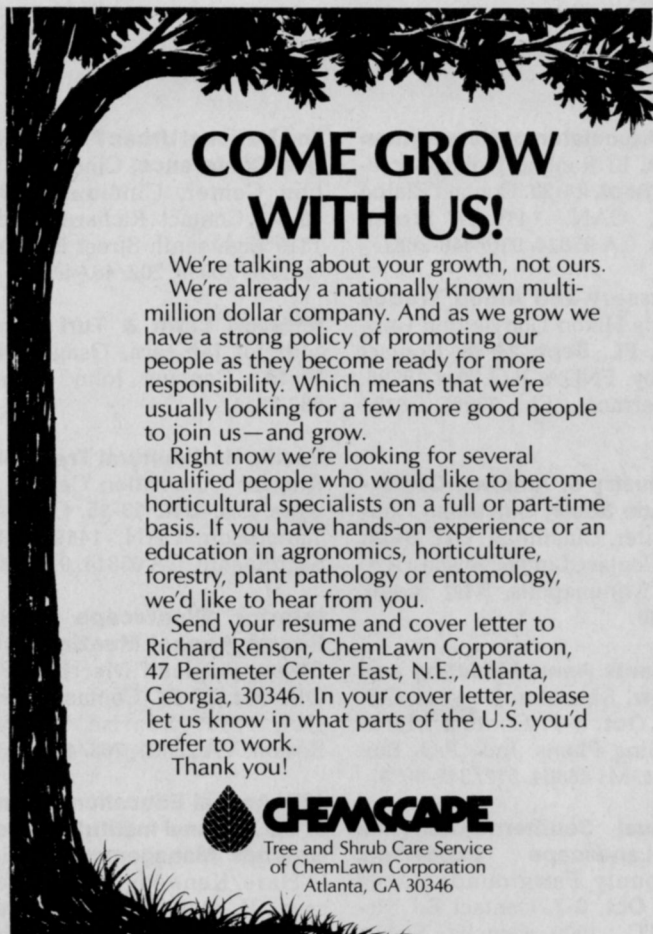 COME GROW
WITH US!
We're talking about your growth, not ours.
We're already a nationally known multi-
million dollar company. And as we grow we
have a strong policy of promoting our
people as they become ready for more
responsibility. Which means that we're
usually looking for a few more good people
to join us—and grow.
Right now we're looking for several
qualified people who would like to become
horticultural specialists on a full or part-time
basis. If you have hands-on experience or an
education in agronomics, horticulture,
forestry, plant pathology or entomology,
we'd like to hear from you.
Send your resume and cover letter to
Richard Renson, ChemLawn Corporation,
47 Perimeter Center East, N.E., Atlanta,
Georgia, 30346. In your cover letter, please
let us know in what parts of the U.S. you'd
prefer to work.
Thank you!
CHEMSCAPE
Tree and Shrub Care Service
of ChemLawn Corporation
Atlanta, GA 30346